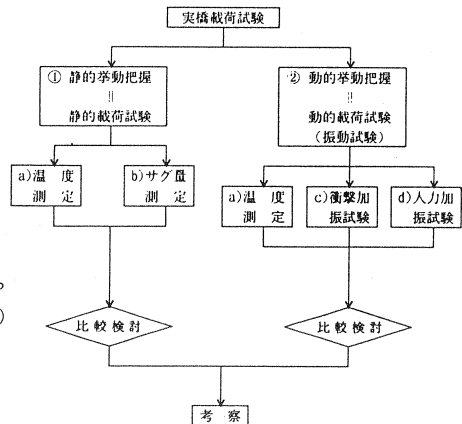 実橋載荷試験
① 静的挙動把握
||
静的載荷試験
② 動的挙動把握
||
動的載荷試験
(振動試験)
a)温 度
測 定
b)サグ量
測 定
a)温 度
測 定
c)衝撃加
振試験
d)人力加
振試験
比較検討
比較検討
考 察